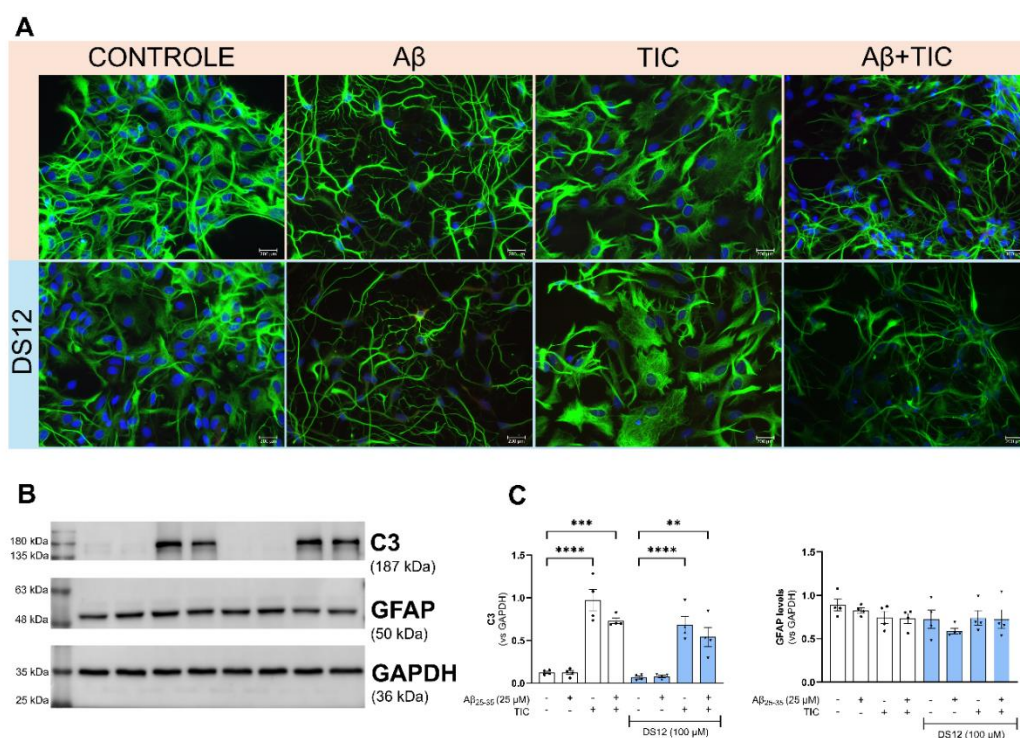 A
CONTROLE Aβ TIC Aβ+TIC
DS12
B
180 kDa
135 kDa
C3
(187 kDa)
63 kDa
48 kDa
GFAP
(50 kDa)
35 kDa
25 kDa
GAPDH
(36 kDa)
C
*** **
**** ****
C3
(vs GAPDH)
1.5
1.0
0.5
0.0
Aβ25-35 (25 μM) - + - + - + - +
TIC - - + + - - + +
DS12 (100 μM)
GFAP levels
(vs GAPDH)
1.5
1.0
0.5
0.0
Aβ25-35 (25 μM) - + - + - + - +
TIC - - + + - - + +
DS12 (100 μM)